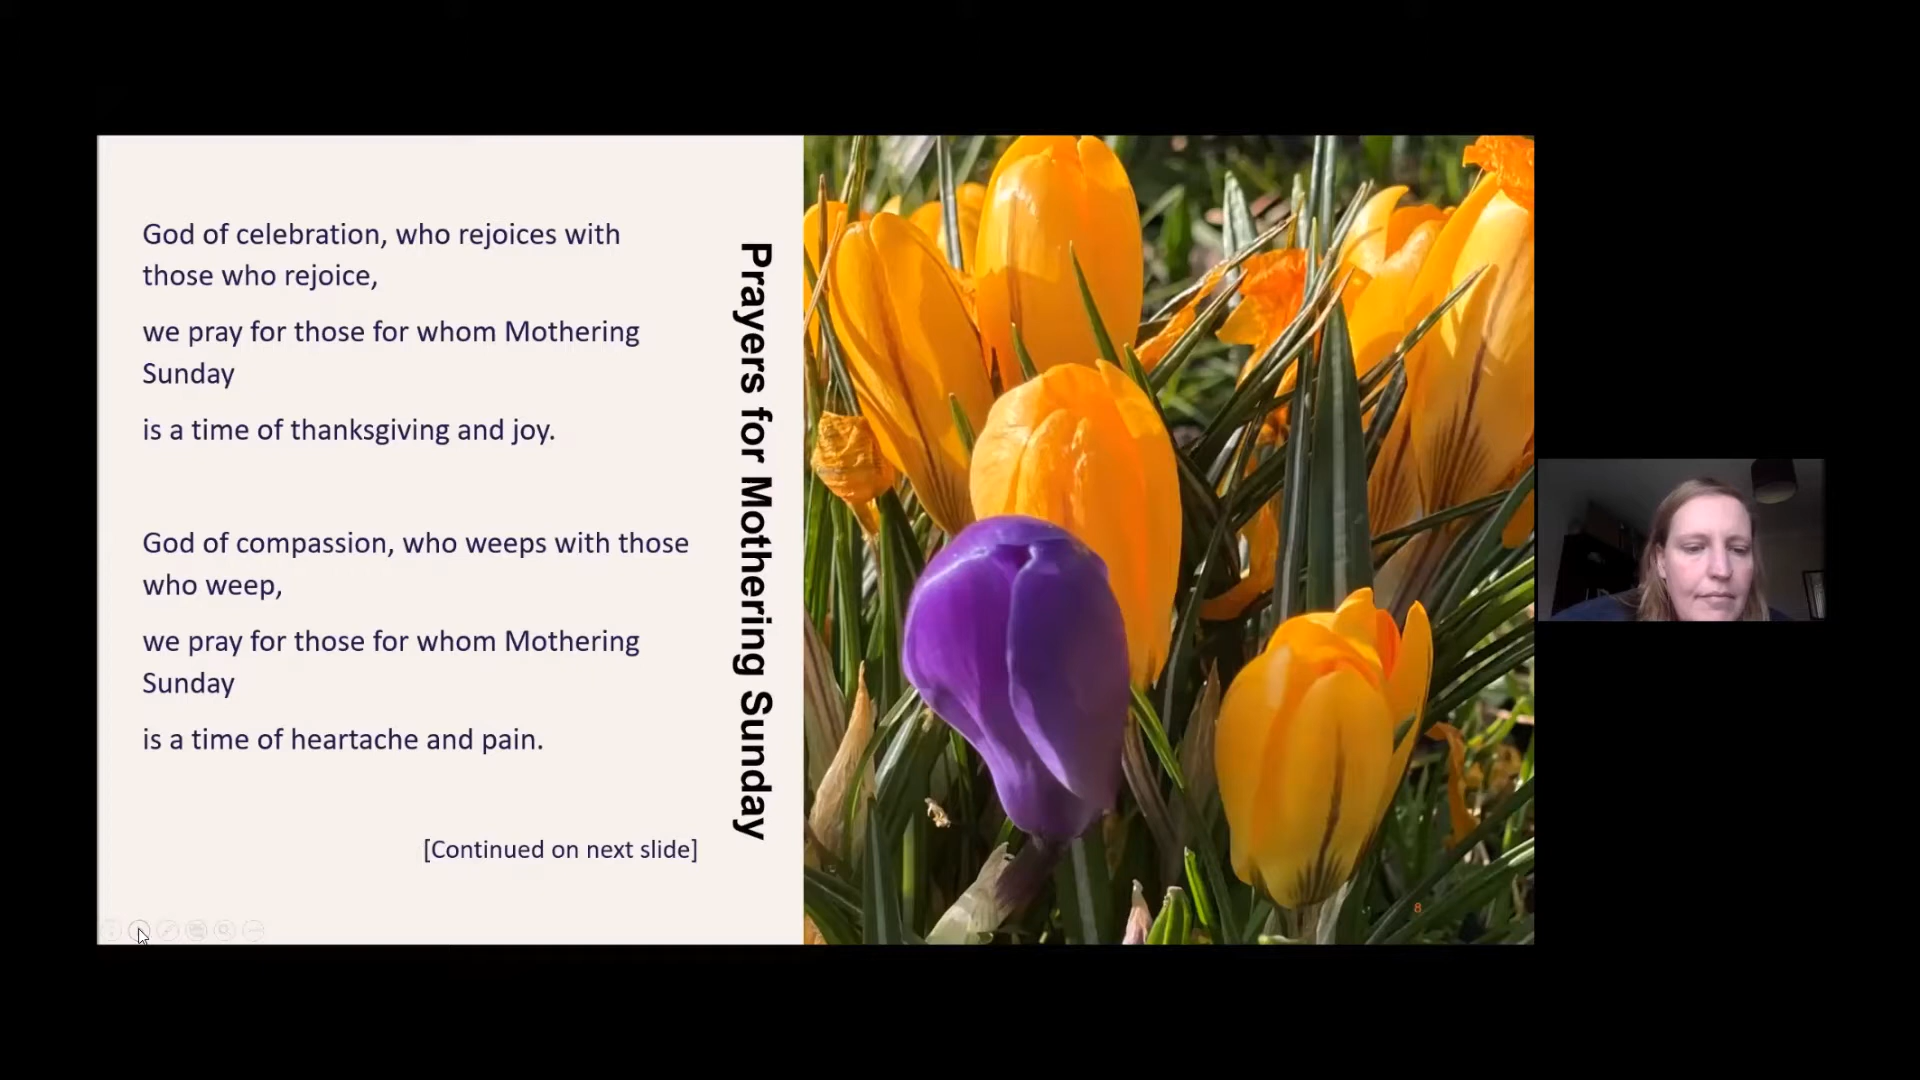 God of celebration, who rejoices with
those who rejoice,
we pray for those for whom Mothering
Sunday
is a time of thanksgiving and joy.
God of compassion, who weeps with those
who weep,
we pray for those for whom Mothering
Sunday
is a time of heartache and pain.
[Continued on next slide]
Prayers for Mothering Sunday
8